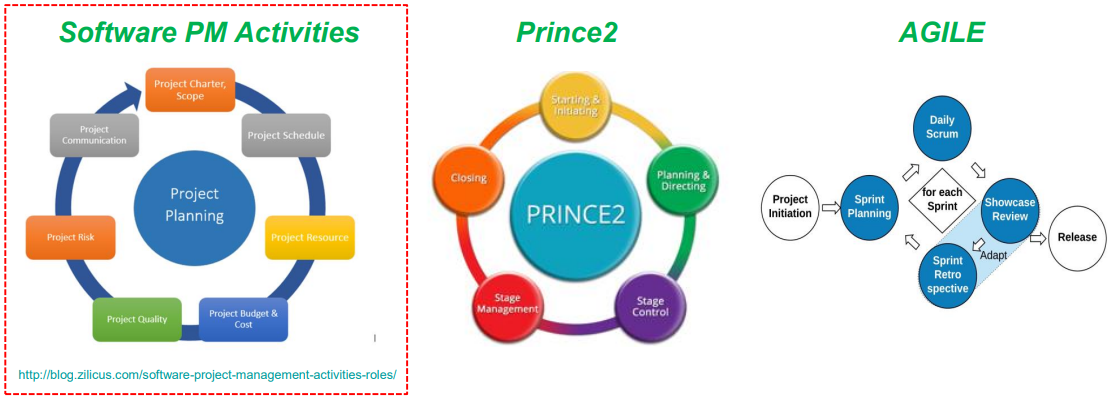 Software PM Activities
Project Charter,
Scope
Project Schedule
Project Resource
Project Budget &
Cost
Project Quality
Project Risk
Project
Communication
Project
Planning
http://blog.zilicus.com/software-project-management-activities-roles/
Prince2
Starting &
Initiating
Planning &
Directing
Stage
Control
Stage
Management
Closing
PRINCE2
AGILE
Project
Initiation
Sprint
Planning
Daily
Scrum
for each
Sprint
Showcase
Review
Adapt
Sprint
Retro
spective
Release